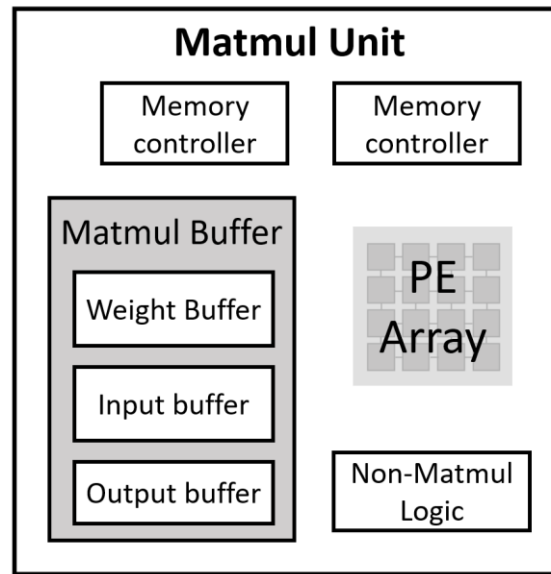 Matmul Unit
Memory
controller
Memory
controller
Matmul Buffer
Weight Buffer
Input buffer
Output buffer
PE
Array
Non-Matmul
Logic